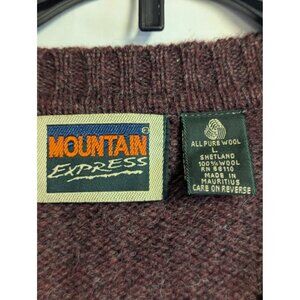 MOUNTAIN
EXPRESS
ALL PURE WOOL
L
SHETLAND
100% WOOL
RN 66110
MADE IN
MAURITIUS
CARE ON REVERSE